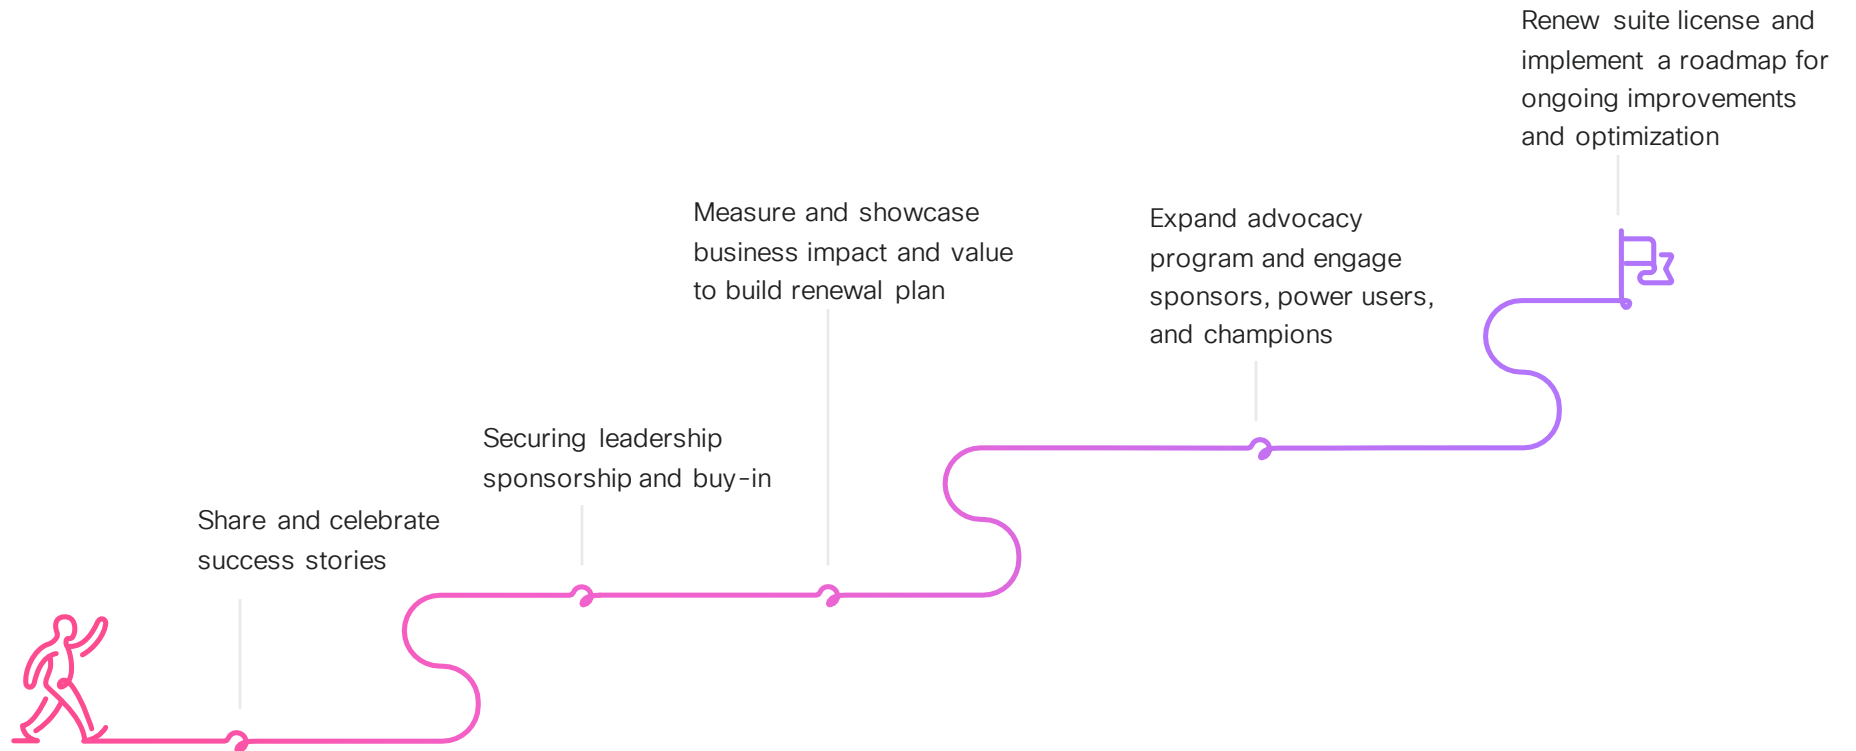 Renew suite license and
implement a roadmap for
ongoing improvements
and optimization
Measure and showcase
business impact and value
to build renewal plan
Expand advocacy
program and engage
sponsors, power users,
and champions
Securing leadership
sponsorship and buy-in
Share and celebrate
success stories